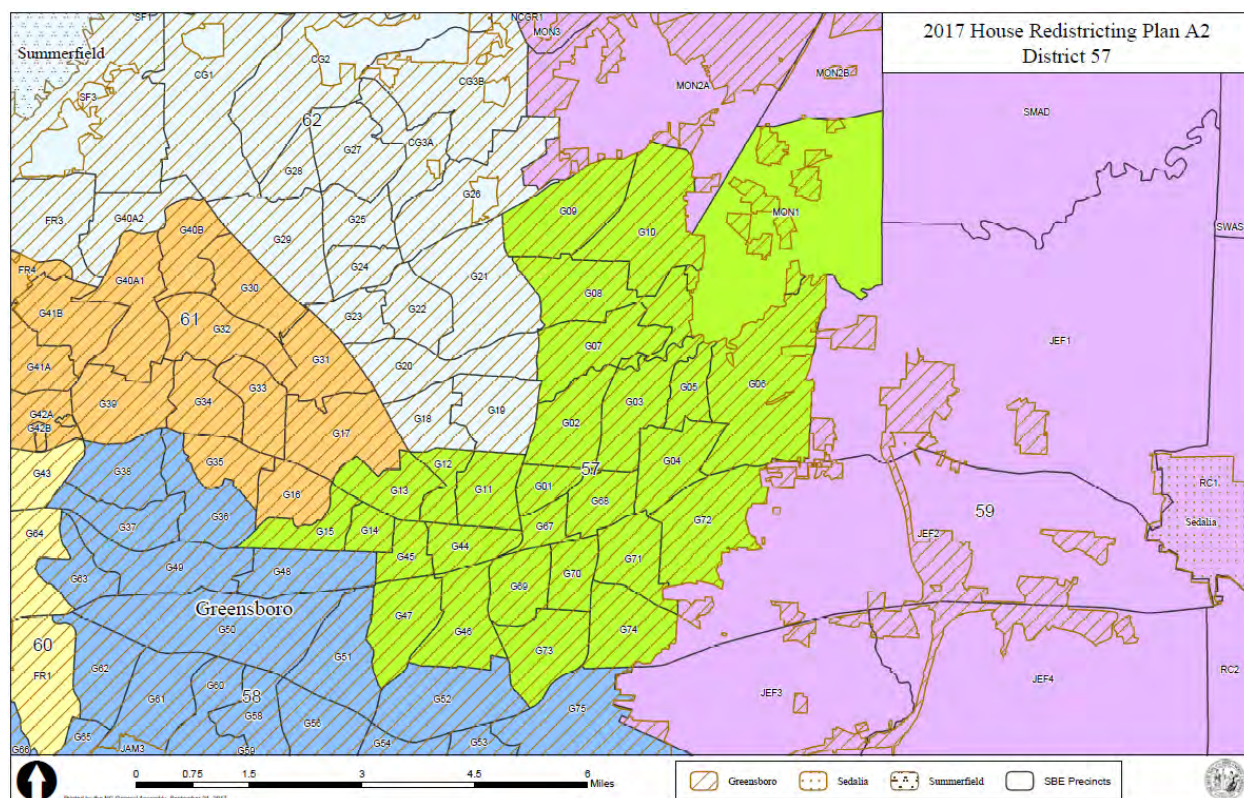 2017 House Redistricting Plan A2
District 57
SF1
NCGR1
MON3
Summerfield
CG1
CG2
CG3B
MON2A
MON2B
SF3
SMAD
62
G27
CG3A
G28
G26
FR3
G40A2
G25
G09
MON1
G40B
G29
G10
SWAS
FR4
G24
G21
G40A1
G30
G08
G41B
G22
61
G32
G23
G07
JEF1
G31
G41A
G20
G33
G05
G06
G39
G34
G03
G42A
G18
G19
G02
G42B
G17
G38
G35
G12
57
G04
G43
G13
G11
G01
G16
G68
RC1
G37
G36
G15
G14
G67
G72
59
Sedalia
G64
G45
G44
JEF2
G49
G48
G71
G63
G69
G70
Greensboro
G47
G50
G46
G74
60
G51
G73
G62
FR1
G60
58
G52
RC2
G61
G58
G56
G75
JEF3
JEF4
G65
G54
G53
G66
JAM3
G59
0 0.75 1.5 3 4.5 6
Miles
Greensboro
Sedalia
Summerfield
SBE Precincts